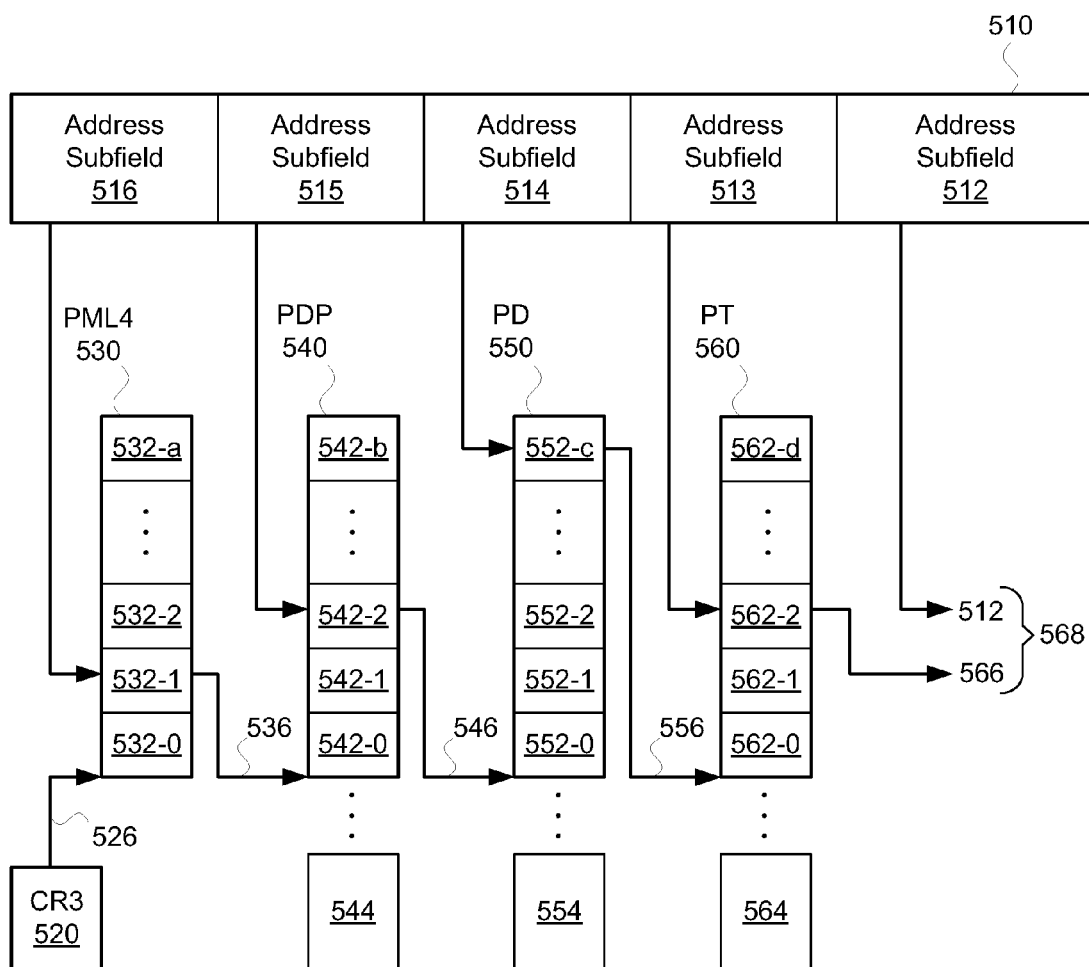 510
Address Subfield 516
Address Subfield 515
Address Subfield 514
Address Subfield 513
Address Subfield 512
PML4 530
PDP 540
PD 550
PT 560
532-a
542-b
552-c
562-d
532-2
542-2
552-2
562-2
512
568
532-1
542-1
552-1
562-1
566
532-0
536
542-0
546
552-0
556
562-0
526
CR3 520
544
554
564